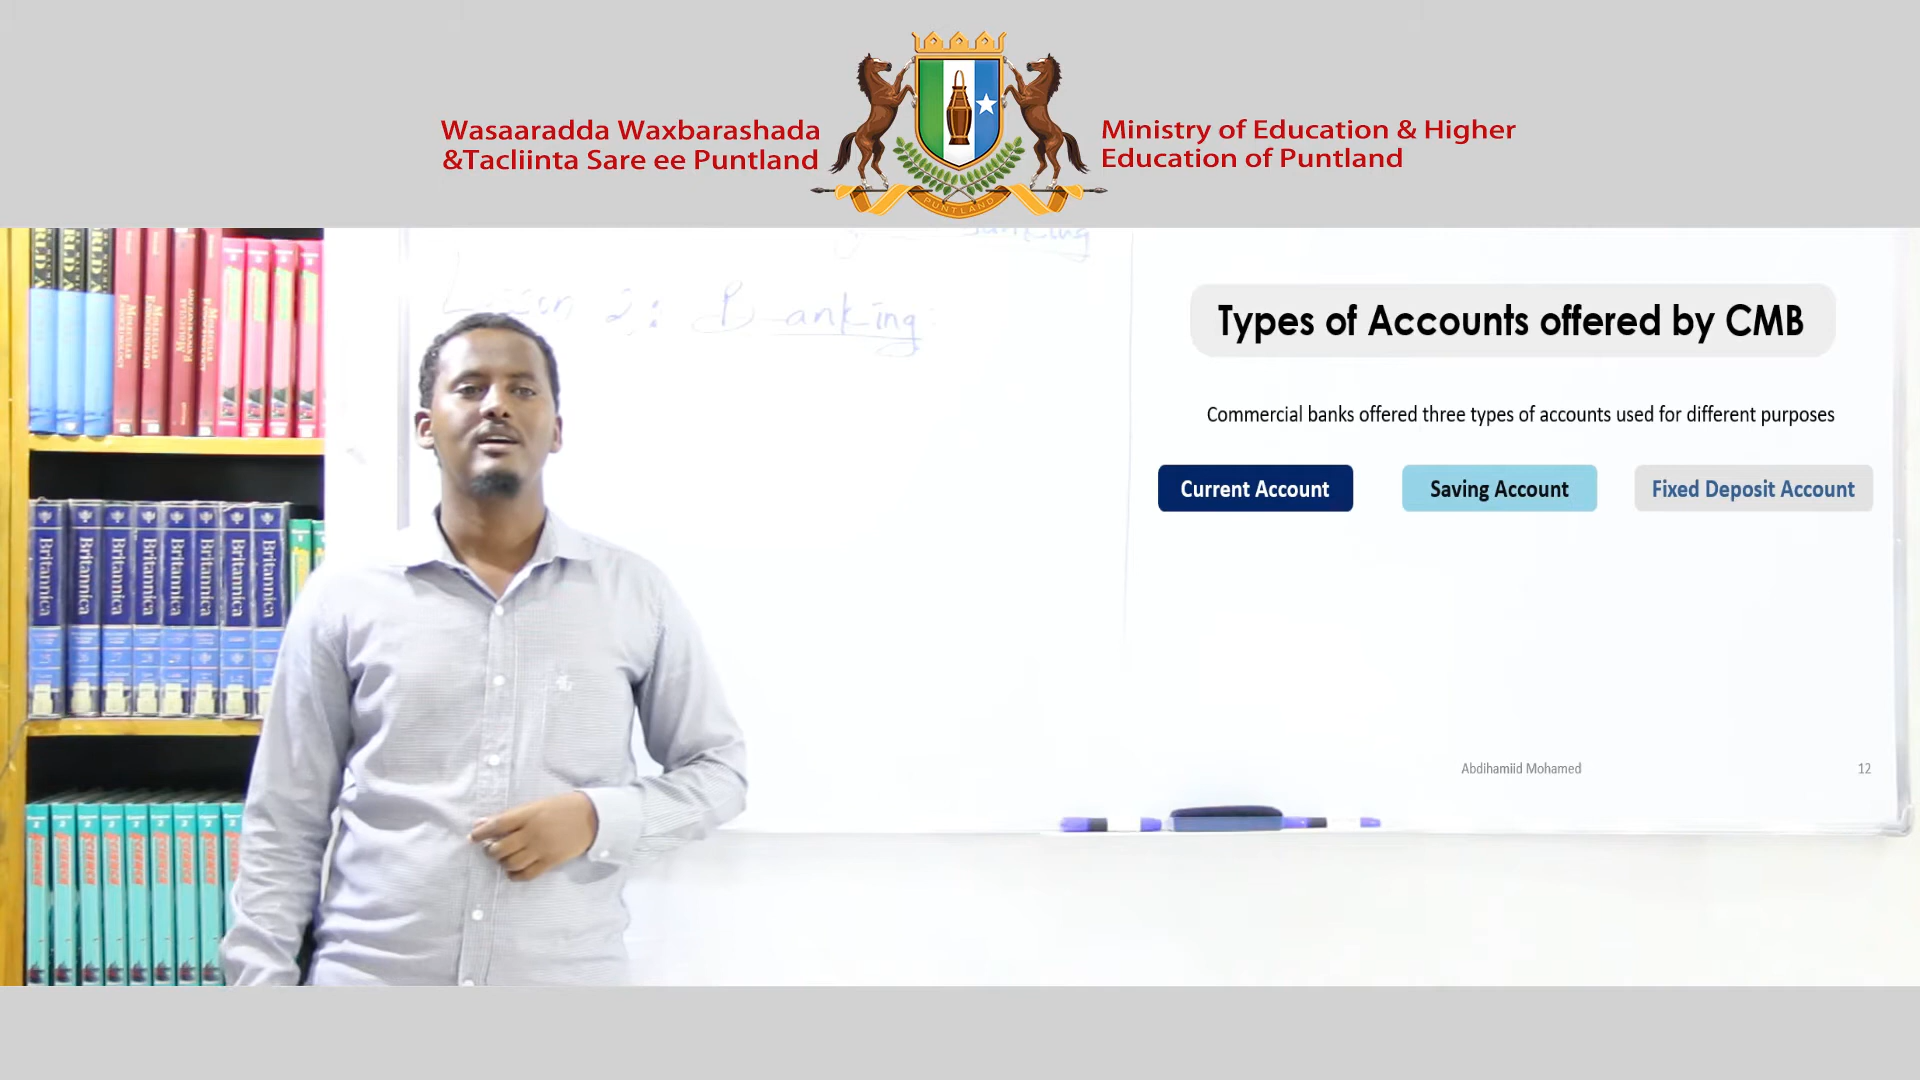 Wasaaradda Waxbarashada
&Tacliinta Sare ee Puntland
PUNTLAND
Ministry of Education & Higher
Education of Puntland
Banking
Lesson 2: Banking:
Types of Accounts offered by CMB
Commercial banks offered three types of accounts used for different purposes
Current Account
Saving Account
Fixed Deposit Account
Abdihamiid Mohamed
12
Britannica
Britannica
Britannica
Britannica
Britannica
Britannica
Britannica
Britannica